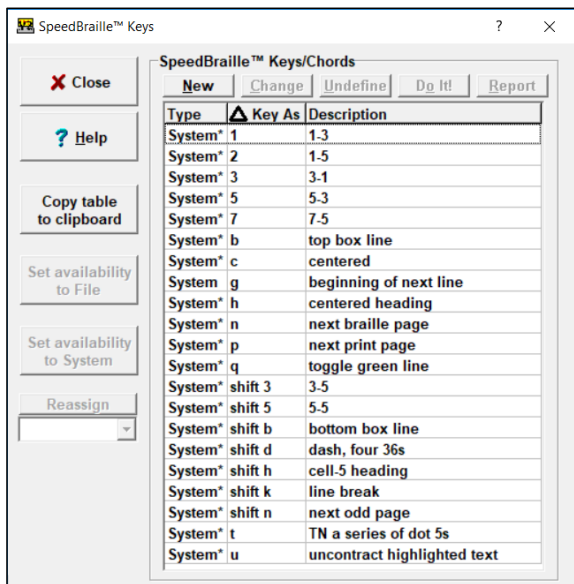 SpeedBraille™ Keys ? ×
SpeedBraille™ Keys/Chords
Close
Help
Copy table
to clipboard
Set availability
to File
Set availability
to System
Reassign
New Change Undefine Do It! Report
Type Key As Description
System* 1 1-3
System* 2 1-5
System* 3 3-1
System* 5 5-3
System* 7 7-5
System* b top box line
System* c centered
System g beginning of next line
System* h centered heading
System* n next braille page
System* p next print page
System* q toggle green line
System* shift 3 3-5
System* shift 5 5-5
System* shift b bottom box line
System* shift d dash, four 36s
System* shift h cell-5 heading
System* shift k line break
System* shift n next odd page
System* t TN a series of dot 5s
System* u uncontract highlighted text